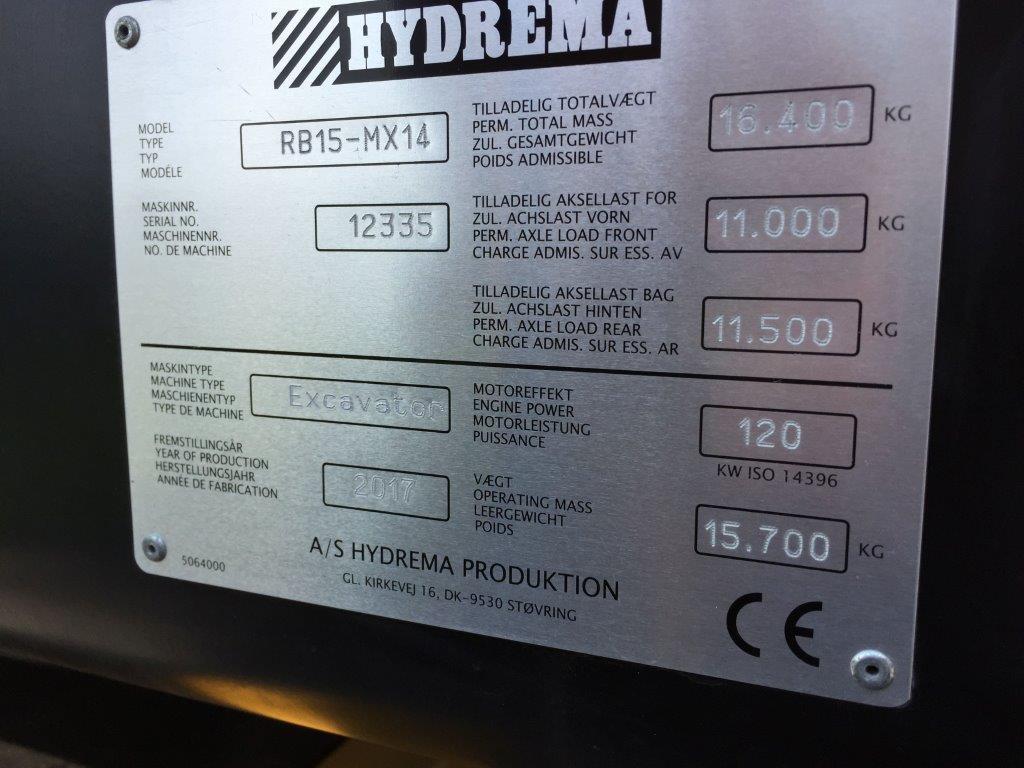 HYDREMA
MODEL
TYPE
TYP
MODÉLE
RB15-MX14
MASKINNR.
SERIAL NO.
MASCHINENNR.
NO. DE MACHINE
12335
TILLADELIG TOTALVÆGT
PERM. TOTAL MASS
ZUL. GESAMTGEWICHT
POIDS ADMISSIBLE
16.400 KG
TILLADELIG AKSELLAST FOR
ZUL. ACHSLAST VORN
PERM. AXLE LOAD FRONT
CHARGE ADMIS. SUR ESS. AV
11.000 KG
TILLADELIG AKSELLAST BAG
ZUL. ACHSLAST HINTEN
PERM. AXLE LOAD REAR
CHARGE ADMIS. SUR ESS. AR
11.500 KG
MASKINTYPE
MACHINE TYPE
MASCHIENENTYP
TYPE DE MACHINE
Excavator
FREMSTILLINGSÅR
YEAR OF PRODUCTION
HERSTELLUNGSJAHR
ANNÉE DE FABRICATION
2017
MOTOREFFEKT
ENGINE POWER
MOTORLEISTUNG
PUISSANCE
120
KW ISO 14396
VÆGT
OPERATING MASS
LEERGEWICHT
POIDS
15.700 KG
5064000
A/S HYDREMA PRODUKTION
GL. KIRKEVEJ 16, DK-9530 STØVRING
CE